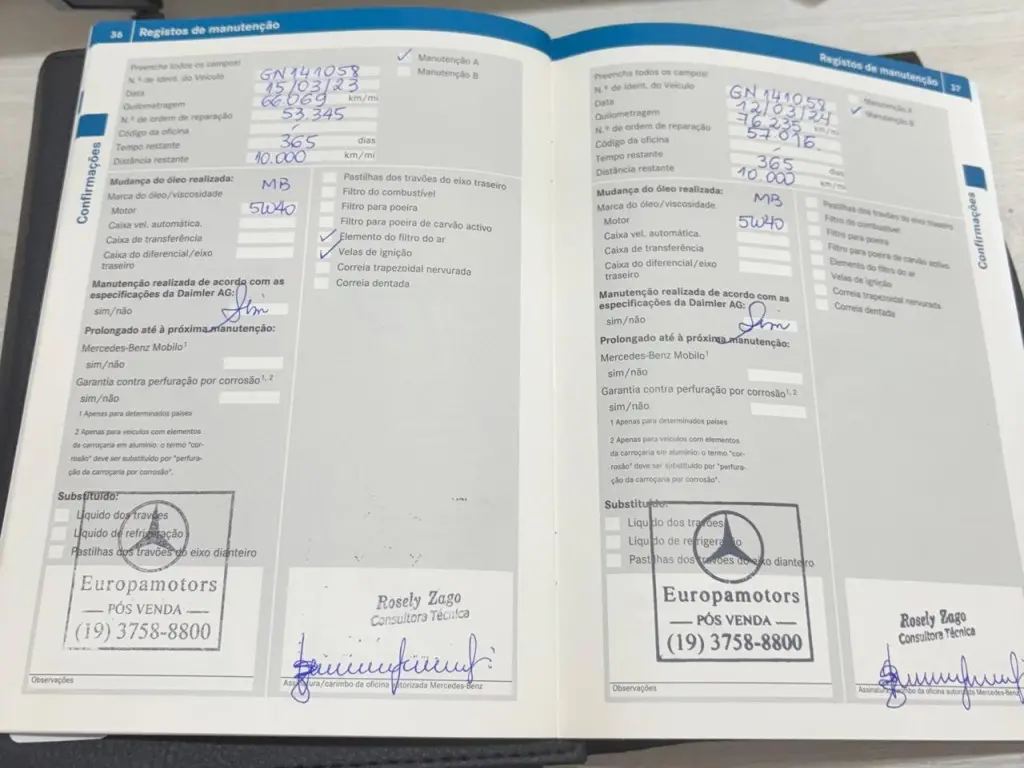 36 Registos de manutenção
Preencha todos os campos:
N.º de Ident. do Veículo GN141058
Data 15/03/23
Quilometragem 66.069 km/mi
N.º de ordem de reparação 53.345
Código da oficina -
Tempo restante 365 dias
Distância restante 10.000 km/mi
✓ Manutenção A
Manutenção B
Confirmações
Mudança do óleo realizada:
Marca do óleo/viscosidade MB
Motor 5W40
Caixa vel. automática.
Caixa de transferência
Caixa do diferencial/eixo
traseiro
Pastilhas dos travões do eixo traseiro
Filtro do combustível
Filtro para poeira
Filtro para poeira de carvão activo
✓ Elemento do filtro do ar
✓ Velas de ignição
Correia trapezoidal nervurada
Correia dentada
Manutenção realizada de acordo com as
especificações da Daimler AG:
sim/não Sim
Prolongado até à próxima manutenção:
Mercedes-Benz Mobilo¹
sim/não
Garantia contra perfuração por corrosão¹, ²
sim/não
1 Apenas para determinados países
2 Apenas para veículos com elementos
da carroçaria em alumínio: o termo "cor-
rosão" deve ser substituído por "perfura-
ção da carroçaria por corrosão".
Substituído:
Líquido dos travões
Líquido de refrigeração
Pastilhas dos travões do eixo dianteiro
Europamotors
— PÓS VENDA —
(19) 3758-8800
Rosely Zago
Consultora Técnica
Observações
Assinatura/carimbo da oficina autorizada Mercedes-Benz
Registos de manutenção 37
Preencha todos os campos:
N.º de Ident. do Veículo GN141058
Data 12/03/24
Quilometragem 76.235 km/mi
N.º de ordem de reparação 57.096
Código da oficina -
Tempo restante 365 dias
Distância restante 10.000 km/mi
Manutenção A
✓ Manutenção B
Confirmações
Mudança do óleo realizada:
Marca do óleo/viscosidade MB
Motor 5W40
Caixa vel. automática.
Caixa de transferência
Caixa do diferencial/eixo
traseiro
Pastilhas dos travões do eixo traseiro
Filtro do combustível
Filtro para poeira
Filtro para poeira de carvão activo
Elemento do filtro do ar
Velas de ignição
Correia trapezoidal nervurada
Correia dentada
Manutenção realizada de acordo com as
especificações da Daimler AG:
sim/não Sim
Prolongado até à próxima manutenção:
Mercedes-Benz Mobilo¹
sim/não
Garantia contra perfuração por corrosão¹, ²
sim/não
1 Apenas para determinados países
2 Apenas para veículos com elementos
da carroçaria em alumínio: o termo "cor-
rosão" deve ser substituído por "perfura-
ção da carroçaria por corrosão".
Substituído:
Líquido dos travões
Líquido de refrigeração
Pastilhas dos travões do eixo dianteiro
Europamotors
— PÓS VENDA —
(19) 3758-8800
Rosely Zago
Consultora Técnica
Observações
Assinatura/carimbo da oficina autorizada Mercedes-Benz